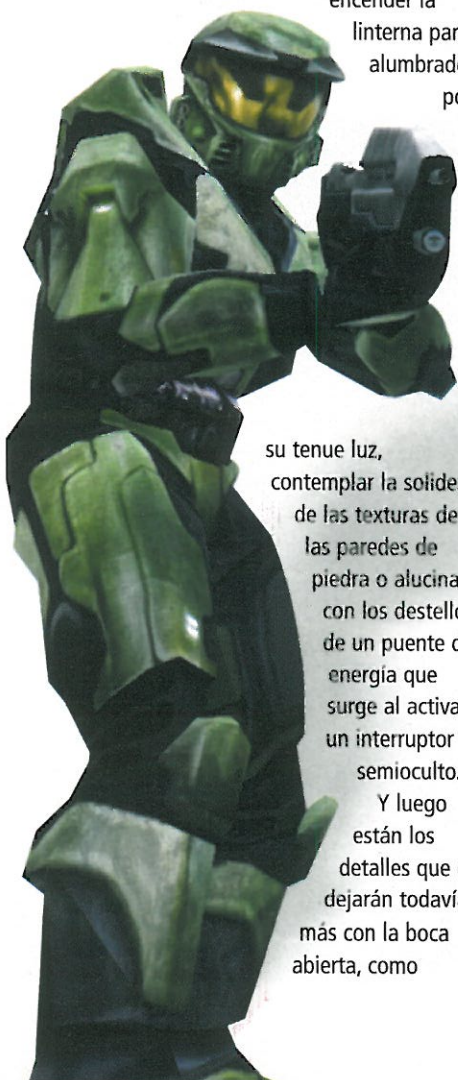 encender la
linterna par
alumbrado
po
su tenue luz,
contemplar la solide
de las texturas de
las paredes de
piedra o alucina
con los destello
de un puente d
energía que
surge al activa
un interruptor
semioculto.
Y luego
están los
detalles que
dejarán todaví
más con la boca
abierta, como